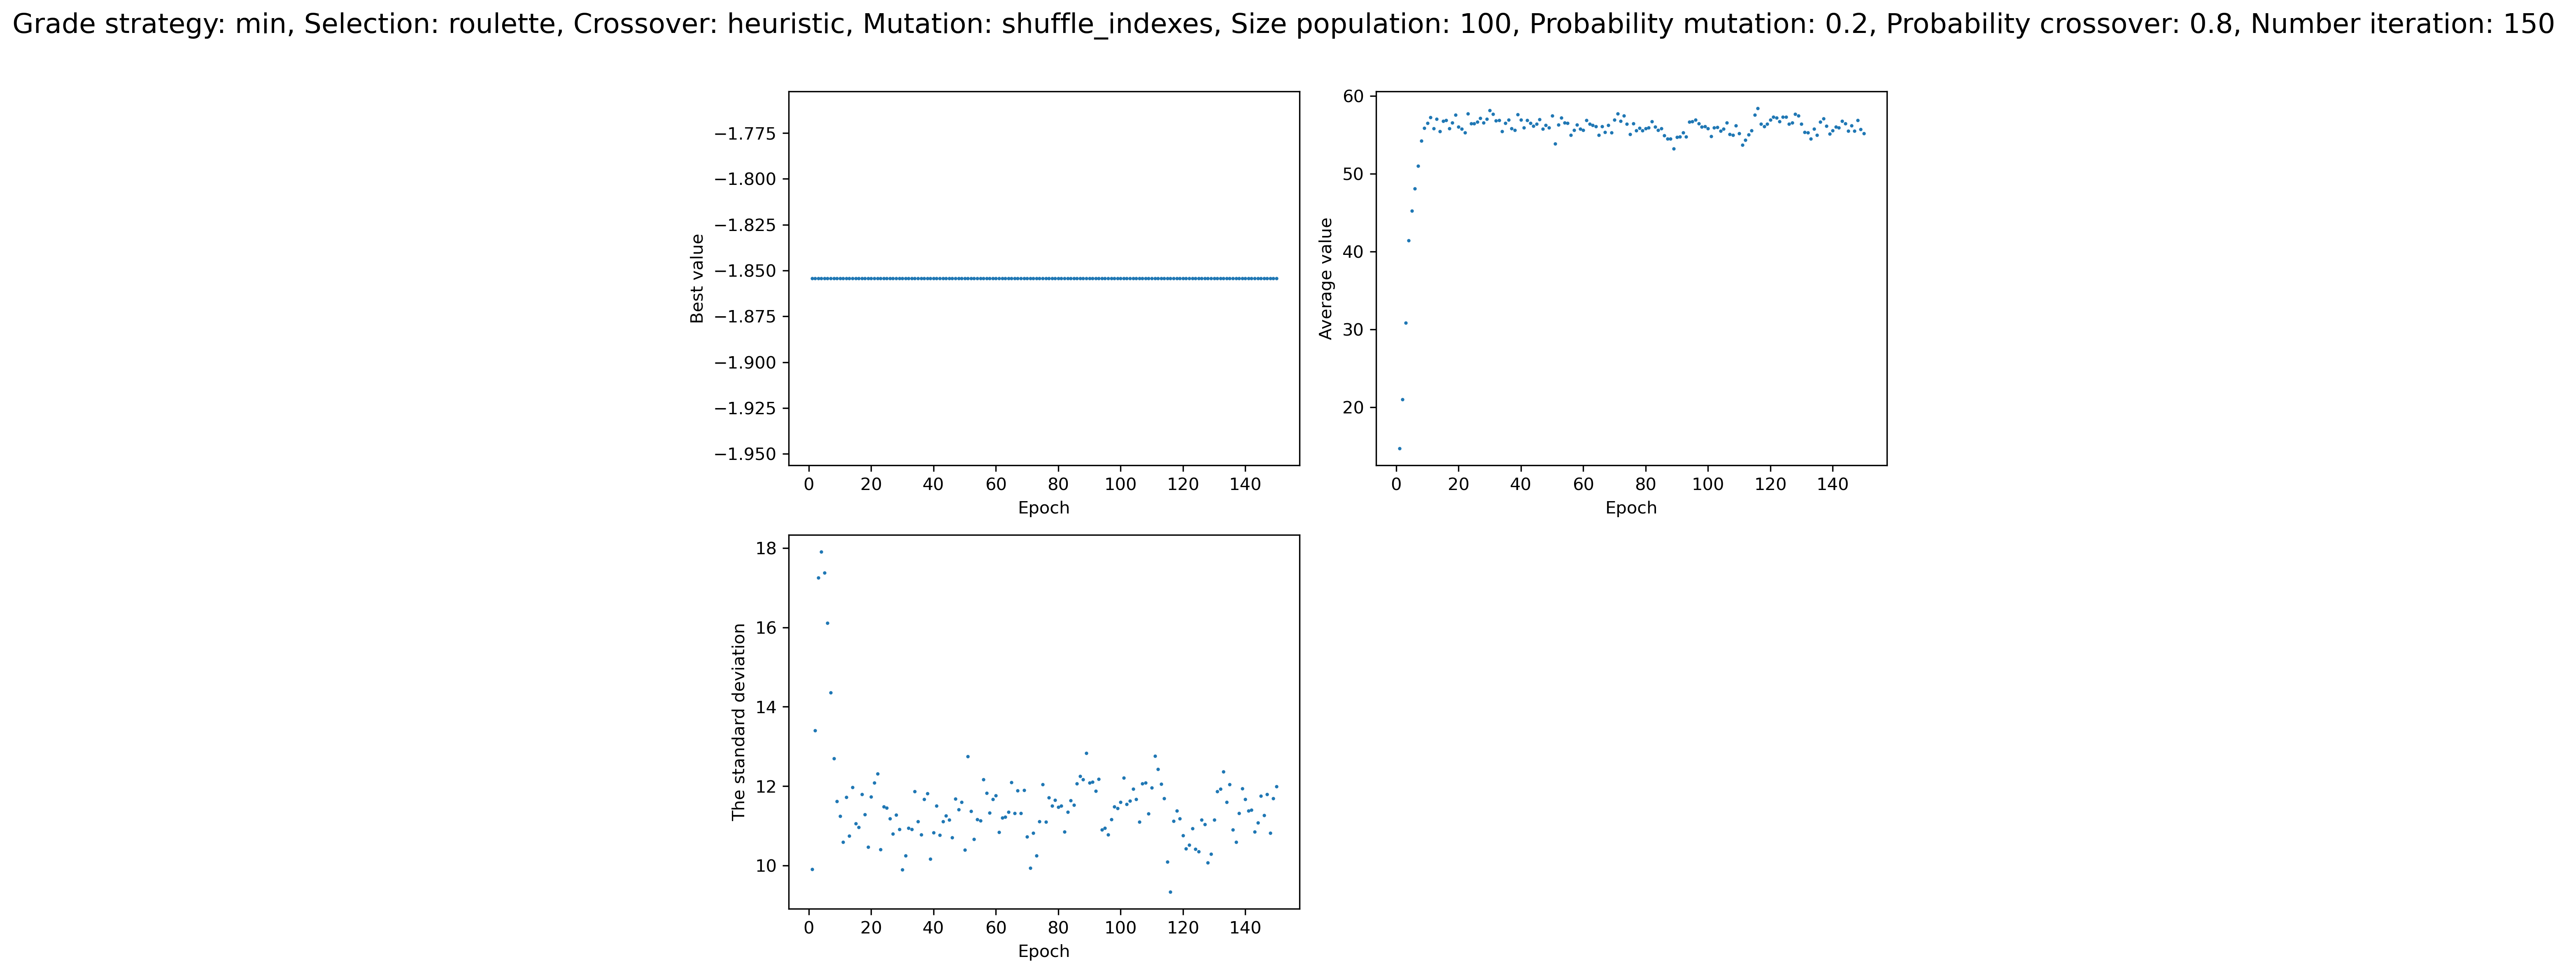 Grade strategy: min, Selection: roulette, Crossover: heuristic, Mutation: shuffle_indexes, Size population: 100, Probability mutation: 0.2, Probability crossover: 0.8, Number iteration: 150
Best value
−1.775
−1.800
−1.825
−1.850
−1.875
−1.900
−1.925
−1.950
0 20 40 60 80 100 120 140
Epoch
Average value
60
50
40
30
20
0 20 40 60 80 100 120 140
Epoch
The standard deviation
18
16
14
12
10
0 20 40 60 80 100 120 140
Epoch